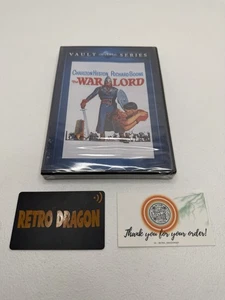 VAULT SERIES
CHARLTON HESTON RICHARD BOONE
THE WAR LORD
RETRO DRAGON
Thank you for your order!